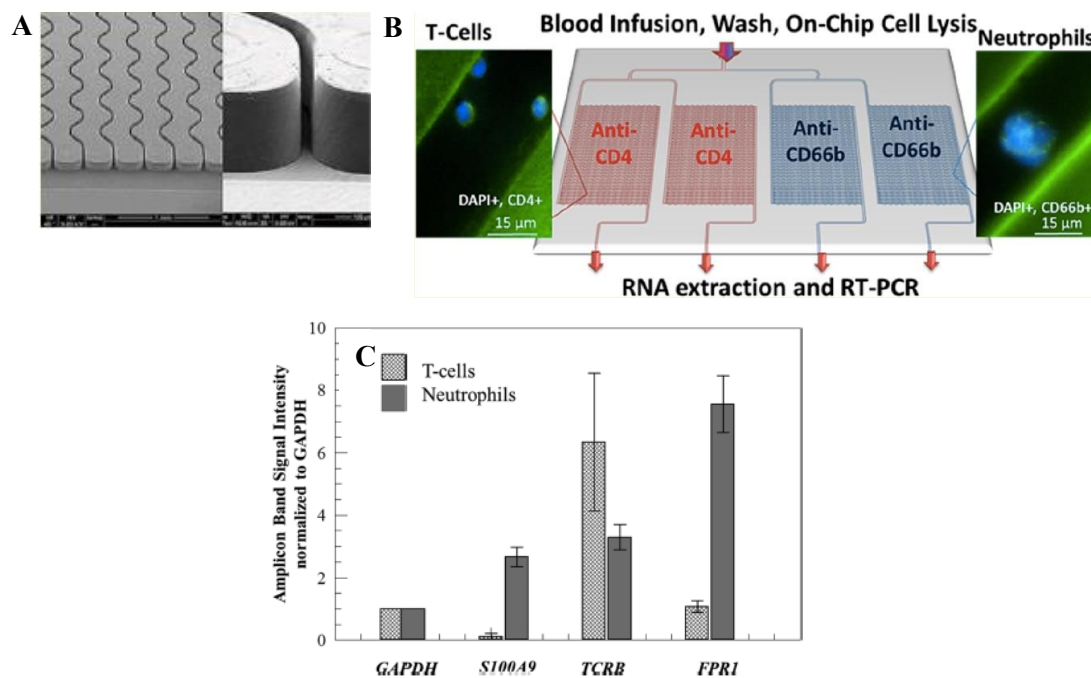 A
B
Blood Infusion, Wash, On-Chip Cell Lysis
T-Cells
Neutrophils
Anti-
CD4
Anti-
CD4
Anti-
CD66b
Anti-
CD66b
DAPI+, CD4+
15 μm
DAPI+, CD66b+
15 μm
RNA extraction and RT-PCR
C
T-cells
Neutrophils
Amplicon Band Signal Intensity
normalized to GAPDH
10
8
6
4
2
0
GAPDH
S100A9
TCRB
FPR1